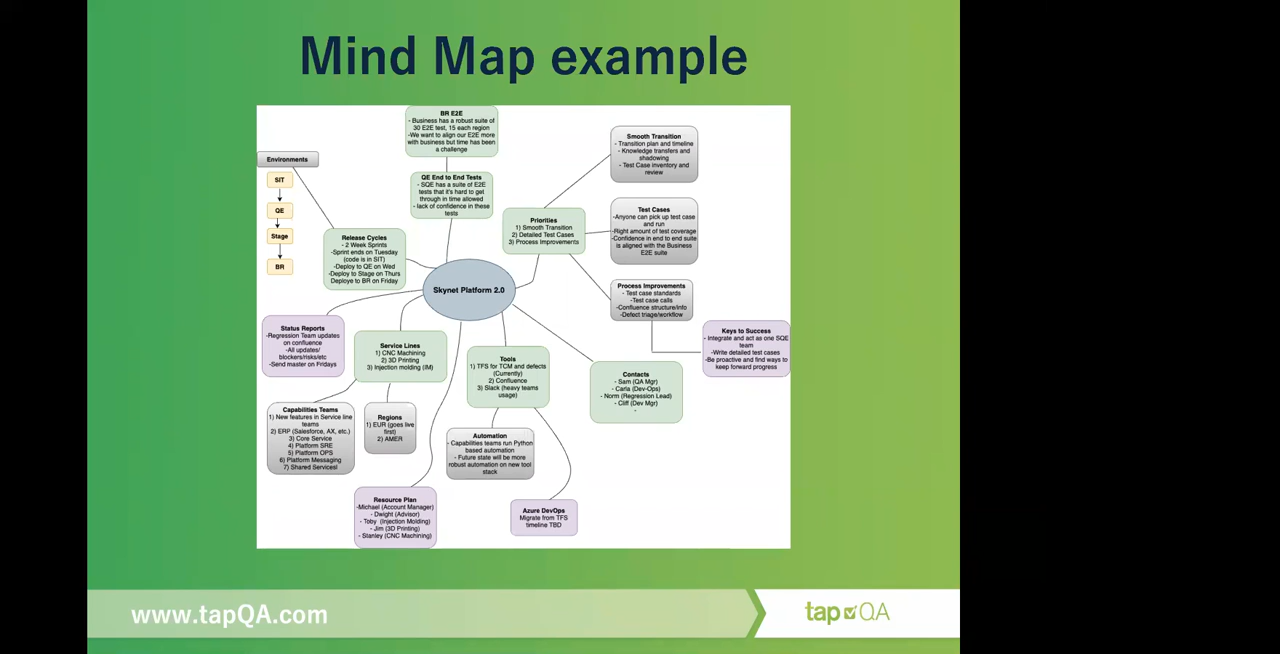 Mind Map example
BR E2E
- Business has a robust suite of
30 E2E test, 15 each region
-We want to align our E2E more
with business but time has been
a challenge
Environments
SIT
QE
Stage
BR
QE End to End Tests
- SQE has a suite of E2E
tests that it's hard to get
through in time allowed
- lack of confidence in these
tests
Release Cycles
- 2 Week Sprints
-Sprint ends on Tuesday
(code is in SIT)
-Deploy to QE on Wed
-Deploy to Stage on Thurs
Deploye to BR on Friday
Priorities
1) Smooth Transition
2) Detailed Test Cases
3) Process Improvements
Smooth Transition
- Transition plan and timeline
- Knowledge transfers and
shadowing
- Test Case inventory and
review
Test Cases
-Anyone can pick up test case
and run
-Right amount of test coverage
-Confidence in end to end suite
is aligned with the Business
E2E suite
Process Improvements
- Test case standards
-Test case calls
-Confluence structure/info
-Defect triage/workflow
Skynet Platform 2.0
Keys to Success
- Integrate and act as one SQE
team
-Write detailed test cases
-Be proactive and find ways to
keep forward progress
Status Reports
-Regression Team updates
on confluence
-All updates/
blockers/risks/etc
-Send master on Fridays
Service Lines
1) CNC Machining
2) 3D Printing
3) Injection molding (IM)
Tools
1) TFS for TCM and defects
(Currently)
2) Confluence
3) Slack (heavy teams
usage)
Contacts
- Sam (QA Mgr)
- Carla (Dev-Ops)
- Norm (Regression Lead)
- Cliff (Dev Mgr)
-
Capabilities Teams
1) New features in Service line
teams
2) ERP (Salesforce, AX, etc.)
3) Core Service
4) Platform SRE
5) Platform OPS
6) Platform Messaging
7) Shared Services!
Regions
1) EUR (goes live
first)
2) AMER
Automation
- Capabilities teams run Python
based automation
- Future state will be more
robust automation on new tool
stack
Resource Plan
-Michael (Account Manager)
- Dwight (Advisor)
- Toby (Injection Molding)
- Jim (3D Printing)
- Stanley (CNC Machining)
Azure DevOps
Migrate from TFS
timeline TBD
www.tapQA.com
tap QA